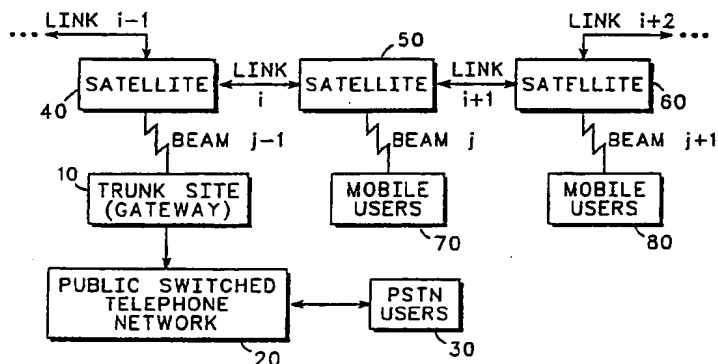 LINK i-1
LINK i+2
50
SATELLITE
LINK
i
SATELLITE
LINK
i+1
SATELLITE
40
60
BEAM j-1
BEAM j
BEAM j+1
10
TRUNK SITE
(GATEWAY)
MOBILE
USERS
MOBILE
USERS
70
80
PUBLIC SWITCHED
TELEPHONE
NETWORK
PSTN
USERS
20
30